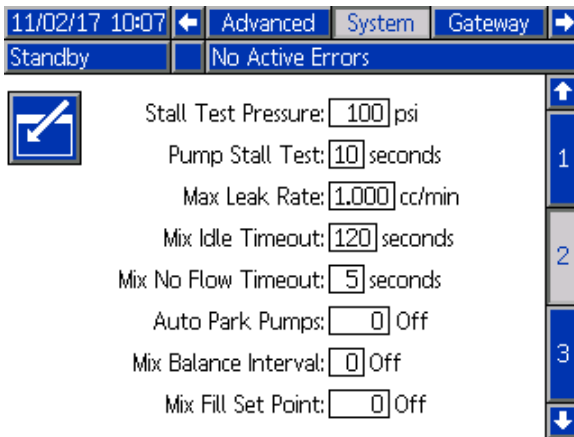 11/02/17 10:07 Advanced System Gateway
Standby No Active Errors
Stall Test Pressure: 100 psi
Pump Stall Test: 10 seconds
1
Max Leak Rate: 1.000 cc/min
Mix Idle Timeout: 120 seconds
2
Mix No Flow Timeout: 5 seconds
Auto Park Pumps: 0 Off
Mix Balance Interval: 0 Off
3
Mix Fill Set Point: 0 Off